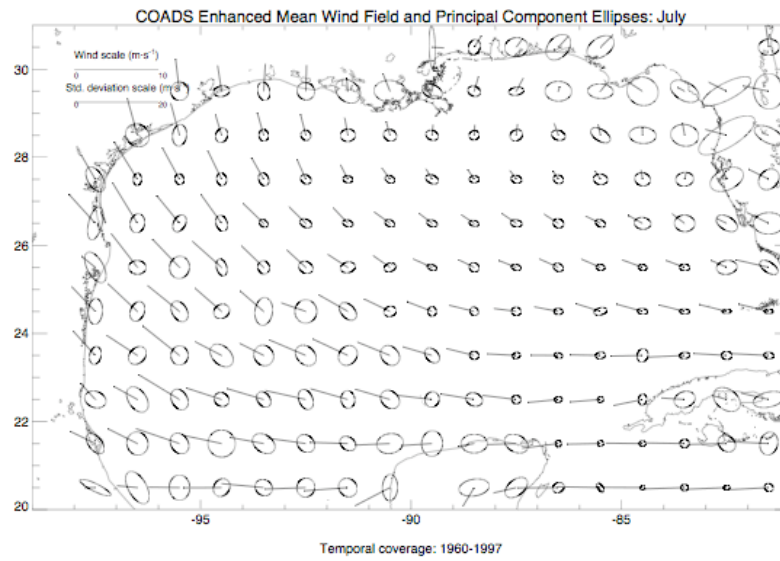 COADS Enhanced Mean Wind Field and Principal Component Ellipses: July
Wind scale (m-s⁻¹)
0 10
Std. deviation scale (m-s
0 20
30
28
26
24
22
20
-95 -90 -85
Temporal coverage: 1960-1997